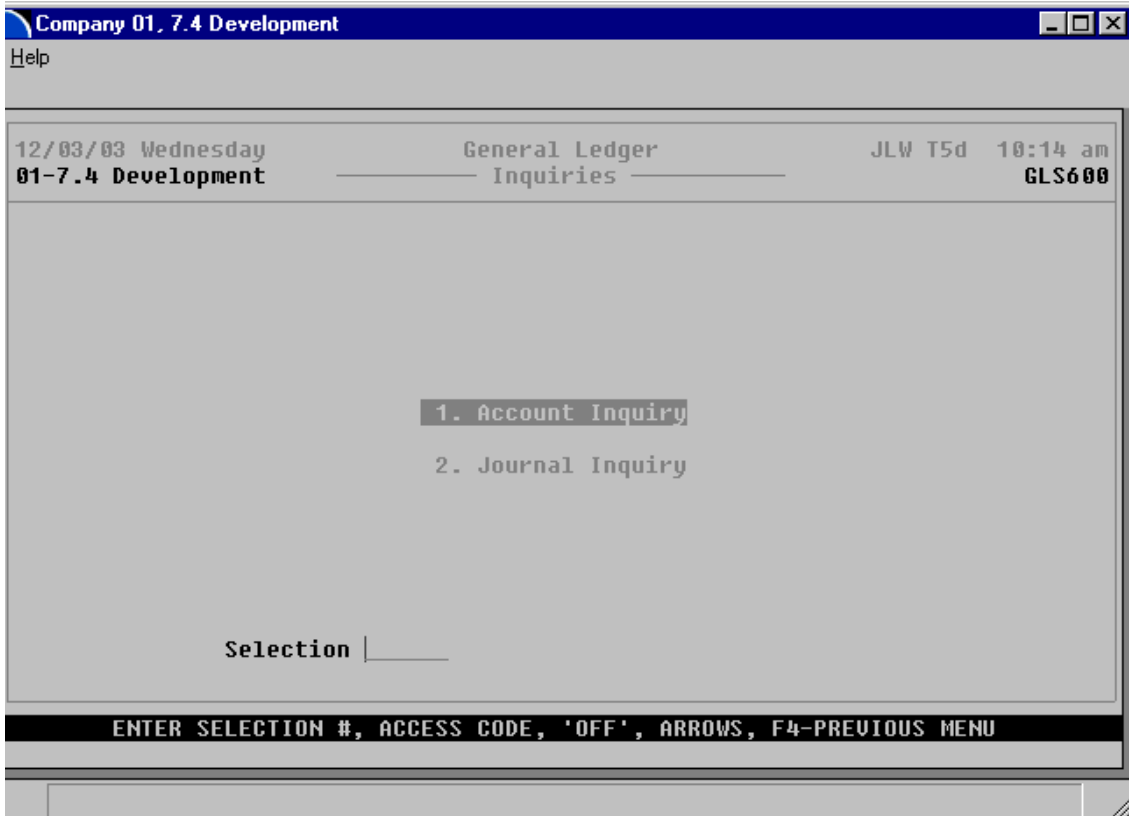 Company 01, 7.4 Development
Help
12/03/03 Wednesday General Ledger JLW T5d 10:14 am
01-7.4 Development Inquiries GLS600
1. Account Inquiry
2. Journal Inquiry
Selection
ENTER SELECTION #, ACCESS CODE, 'OFF', ARROWS, F4-PREVIOUS MENU